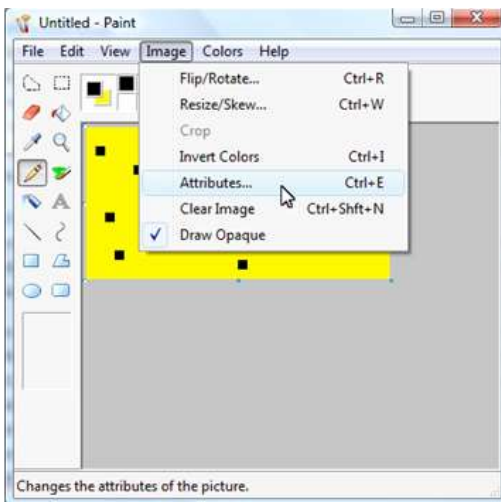 Untitled - Paint
File Edit View Image Colors Help
Flip/Rotate... Ctrl+R
Resize/Skew... Ctrl+W
Crop
Invert Colors Ctrl+I
Attributes... Ctrl+E
Clear Image Ctrl+Shft+N
Draw Opaque
A
Changes the attributes of the picture.